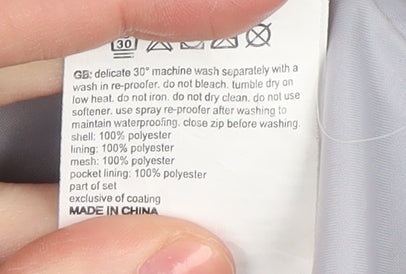 30
GB: delicate 30° machine wash separately with a
wash in re-proofer. do not bleach. tumble dry on
low heat. do not iron. do not dry clean. do not use
softener. use spray re-proofer after washing to
maintain waterproofing. close zip before washing.
shell: 100% polyester
lining: 100% polyester
mesh: 100% polyester
pocket lining: 100% polyester
part of set
exclusive of coating
MADE IN CHINA